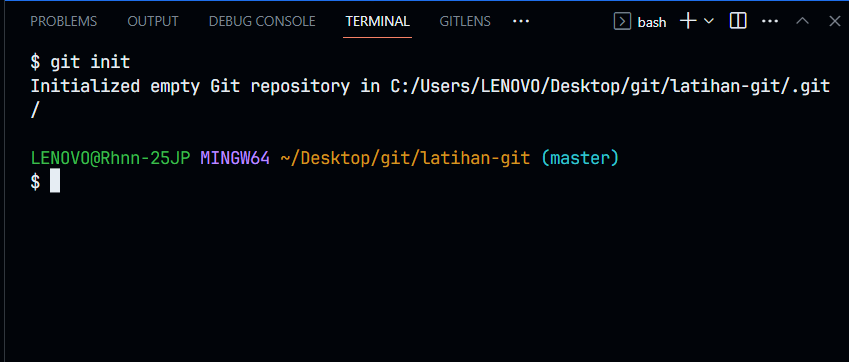 PROBLEMS OUTPUT DEBUG CONSOLE TERMINAL GITLENS ··· bash ···
$ git init
Initialized empty Git repository in C:/Users/LENOVO/Desktop/git/latihan-git/.git
/
LENOVO@Rhnn-25JP MINGW64 ~/Desktop/git/latihan-git (master)
$